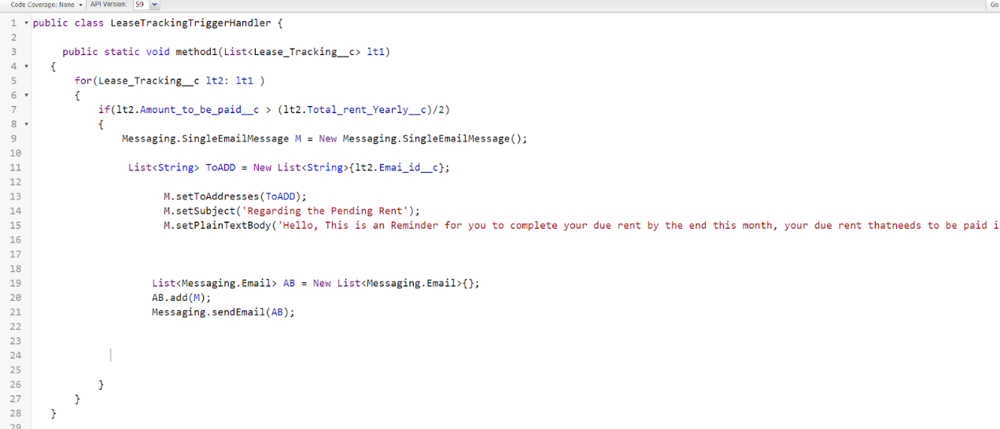 Code Coverage: None API Version: 59 Go
1 public class LeaseTrackingTriggerHandler {
2
3 public static void method1(List<Lease_Tracking__c> lt1)
4 {
5 for(Lease_Tracking__c lt2: lt1 )
6 {
7 if(lt2.Amount_to_be_paid__c > (lt2.Total_rent_Yearly__c)/2)
8 {
9 Messaging.SingleEmailMessage M = New Messaging.SingleEmailMessage();
10
11 List<String> ToADD = New List<String>{lt2.Emai_id__c};
12
13 M.setToAddresses(ToADD);
14 M.setSubject('Regarding the Pending Rent');
15 M.setPlainTextBody('Hello, This is an Reminder for you to complete your due rent by the end this month, your due rent thatneeds to be paid i
16
17
18
19 List<Messaging.Email> AB = New List<Messaging.Email>{};
20 AB.add(M);
21 Messaging.sendEmail(AB);
22
23
24
25
26 }
27 }
28 }
29